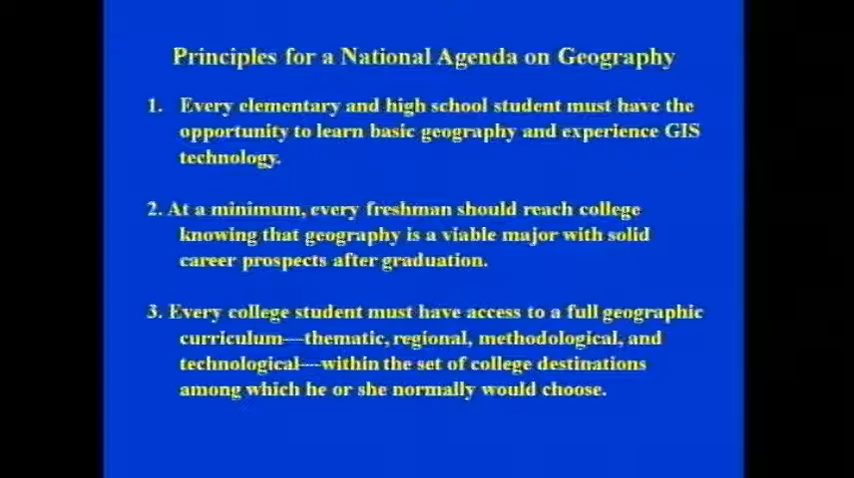 Principles for a National Agenda on Geography
1. Every elementary and high school student must have the
opportunity to learn basic geography and experience GIS
technology.
2. At a minimum, every freshman should reach college
knowing that geography is a viable major with solid
career prospects after graduation.
3. Every college student must have access to a full geographic
curriculum—thematic, regional, methodological, and
technological—within the set of college destinations
among which he or she normally would choose.